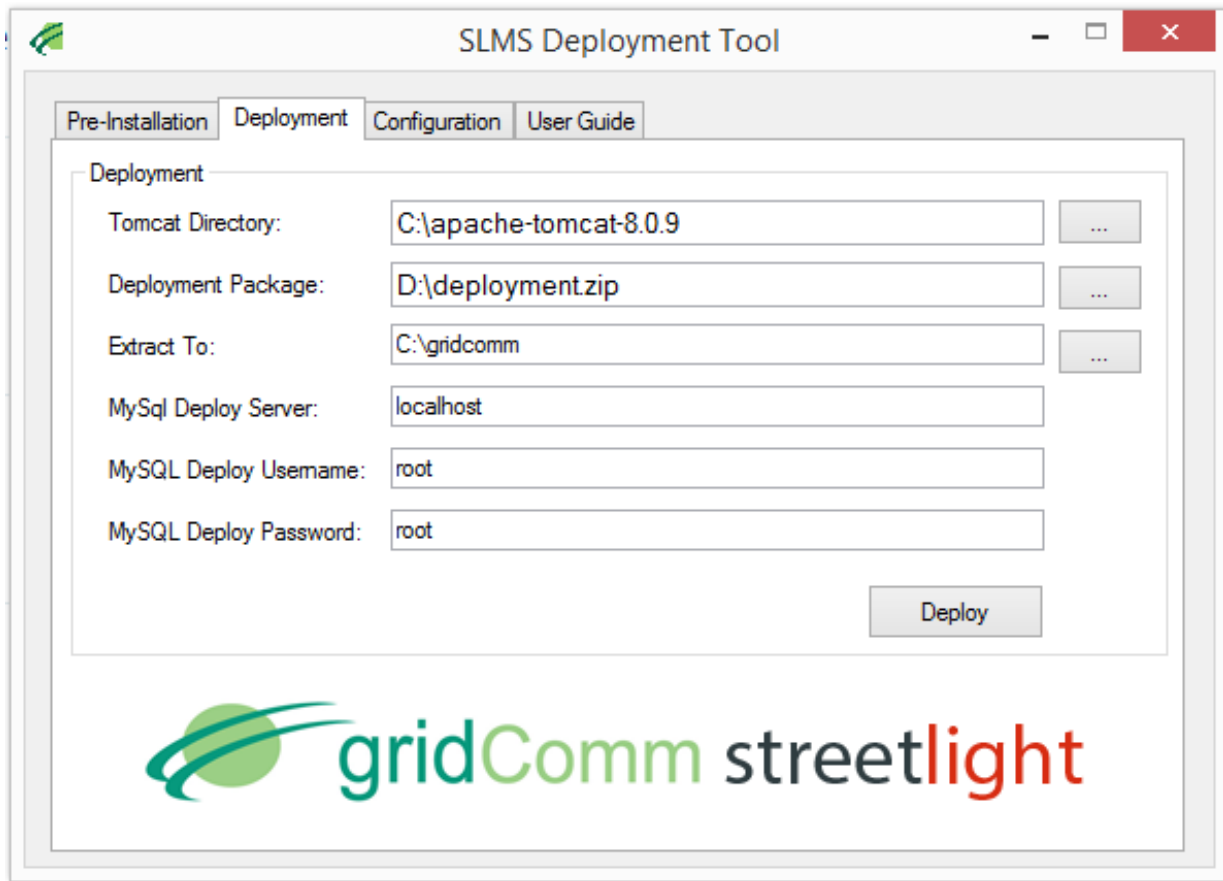 SLMS Deployment Tool
Pre-Installation Deployment Configuration User Guide
Deployment
Tomcat Directory: C:\apache-tomcat-8.0.9 ...
Deployment Package: D:\deployment.zip ...
Extract To: C:\gridcomm ...
MySql Deploy Server: localhost
MySQL Deploy Username: root
MySQL Deploy Password: root
Deploy
gridComm streetlight